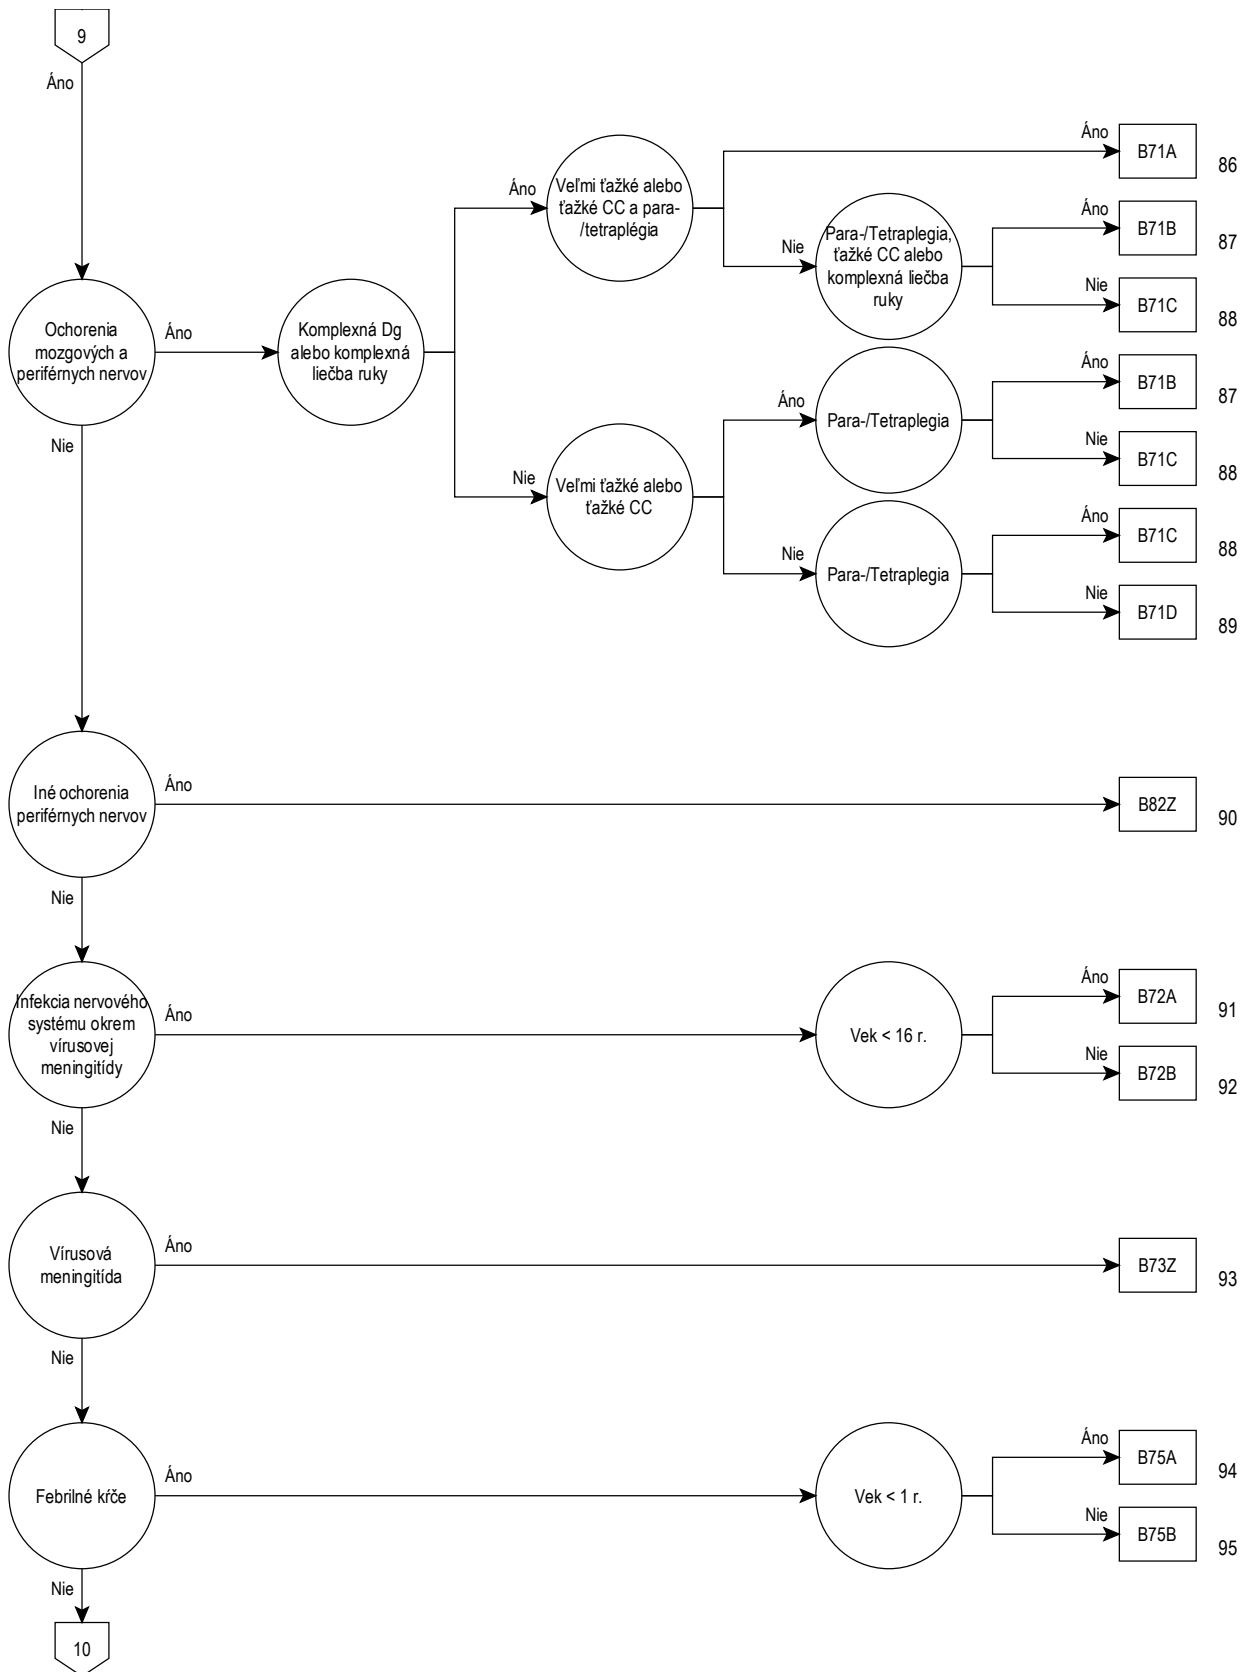 9
Áno
Ochorenia
mozgových a
periférnych nervov
Áno
Nie
Komplexná Dg
alebo komplexná
liečba ruky
Áno
Veľmi ťažké alebo
ťažké CC a para-
/tetraplégia
Áno
B71A
86
Nie
Para-/Tetraplegia,
ťažké CC alebo
komplexná liečba
ruky
Áno
B71B
87
Nie
B71C
88
Nie
Veľmi ťažké alebo
ťažké CC
Áno
Para-/Tetraplegia
Áno
B71B
87
Nie
B71C
88
Nie
Para-/Tetraplegia
Áno
B71C
88
Nie
B71D
89
Iné ochorenia
periférnych nervov
Áno
B82Z
90
Nie
Infekcia nervového
systému okrem
vírusovej
meningitídy
Áno
Vek < 16 r.
Áno
B72A
91
Nie
B72B
92
Nie
Vírusová
meningitída
Áno
B73Z
93
Nie
Febrilné kŕče
Áno
Vek < 1 r.
Áno
B75A
94
Nie
B75B
95
Nie
10